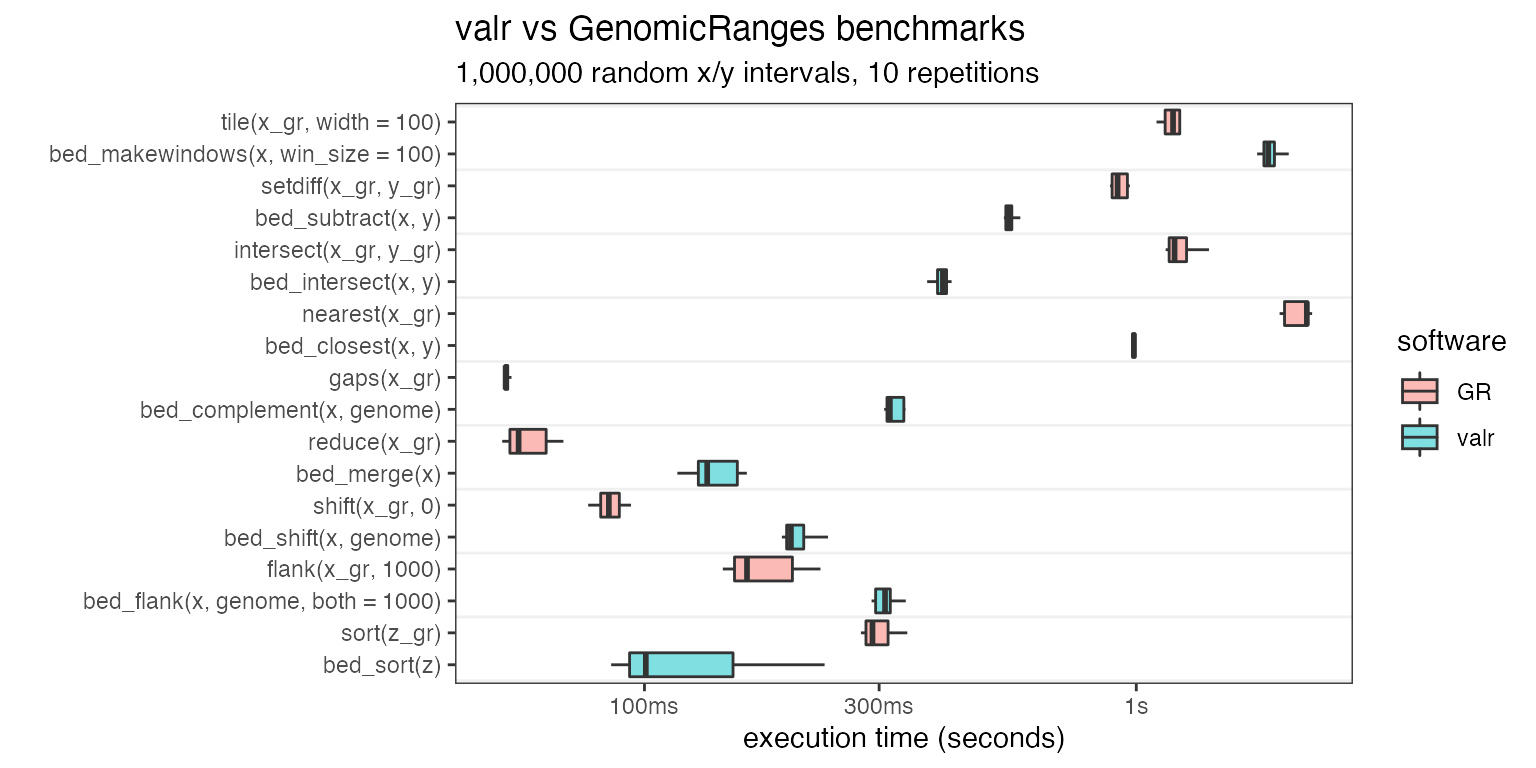 valr vs GenomicRanges benchmarks
1,000,000 random x/y intervals, 10 repetitions
tile(x_gr, width = 100)
bed_makewindows(x, win_size = 100)
setdiff(x_gr, y_gr)
bed_subtract(x, y)
intersect(x_gr, y_gr)
bed_intersect(x, y)
nearest(x_gr)
bed_closest(x, y)
gaps(x_gr)
bed_complement(x, genome)
reduce(x_gr)
bed_merge(x)
shift(x_gr, 0)
bed_shift(x, genome)
flank(x_gr, 1000)
bed_flank(x, genome, both = 1000)
sort(z_gr)
bed_sort(z)
100ms 300ms 1s
execution time (seconds)
software
GR
valr